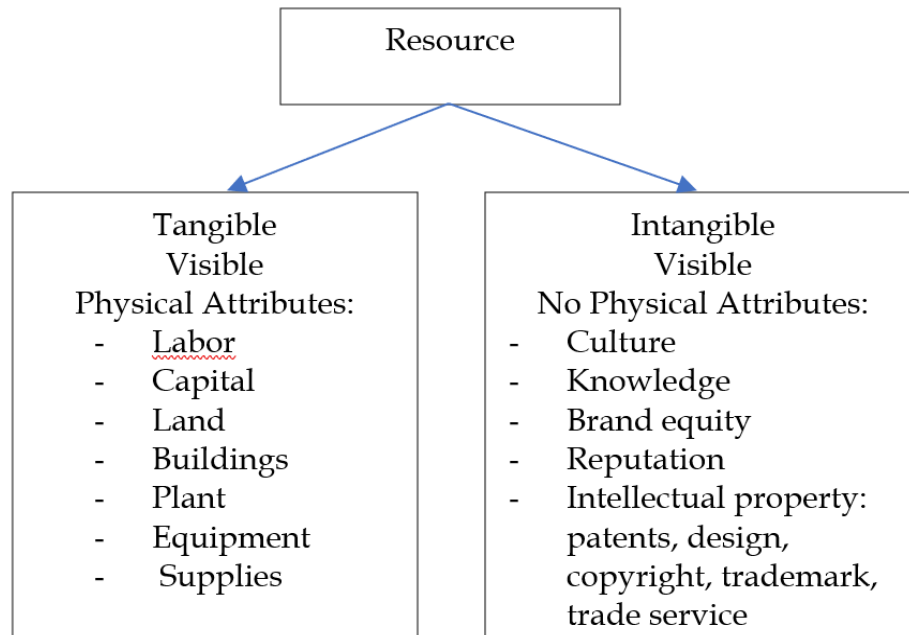 Resource
Tangible
Visible
Physical Attributes:
- Labor
- Capital
- Land
- Buildings
- Plant
- Equipment
- Supplies
Intangible
Visible
No Physical Attributes:
- Culture
- Knowledge
- Brand equity
- Reputation
- Intellectual property:
patents, design,
copyright, trademark,
trade service